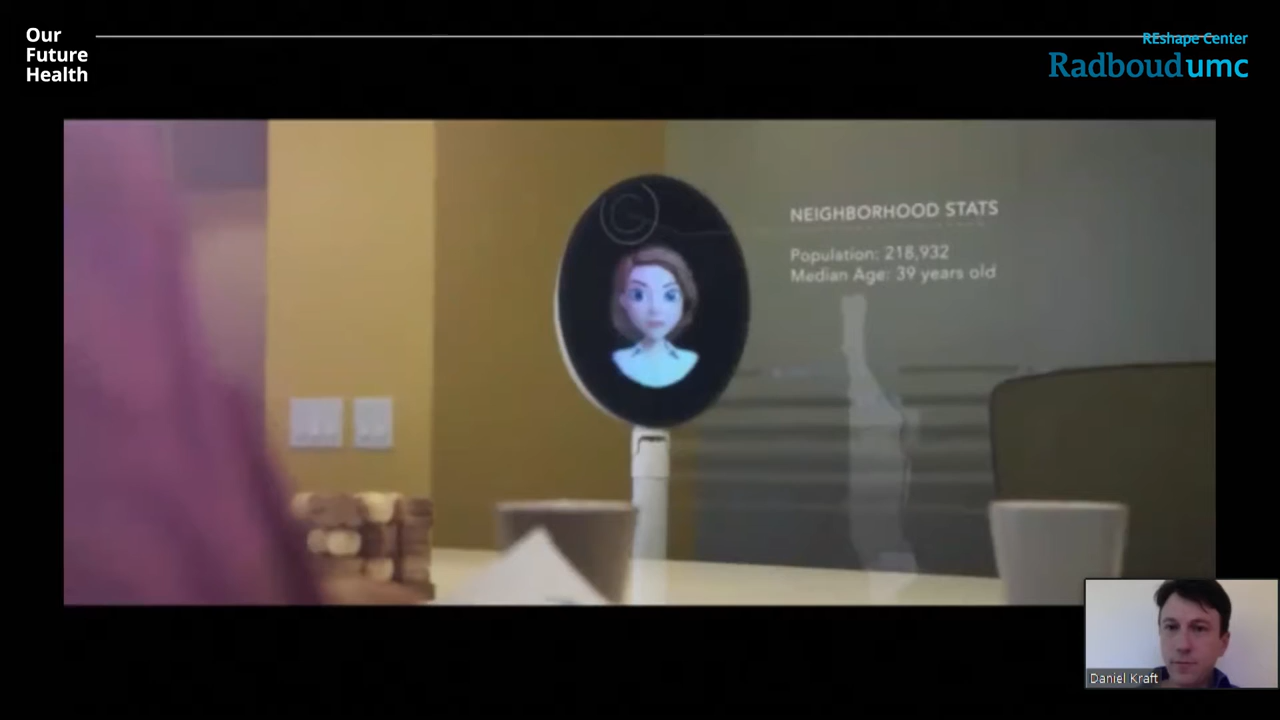 Our
Future
Health
REshape Center
Radboudumc
NEIGHBORHOOD STATS
Population: 218,932
Median Age: 39 years old
Daniel Kraft